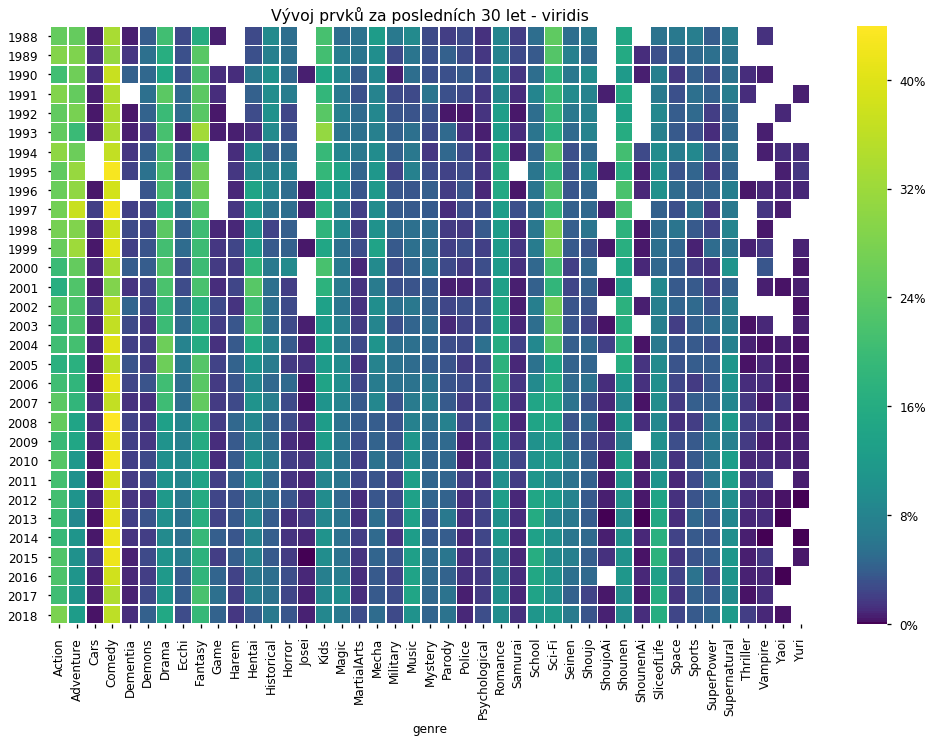 Vývoj prvků za posledních 30 let - viridis
1988
1989
1990
1991
1992
1993
1994
1995
1996
1997
1998
1999
2000
2001
2002
2003
2004
2005
2006
2007
2008
2009
2010
2011
2012
2013
2014
2015
2016
2017
2018
40%
32%
24%
16%
8%
0%
Action
Adventure
Cars
Comedy
Dementia
Demons
Drama
Ecchi
Fantasy
Game
Harem
Hentai
Historical
Horror
Josei
Kids
Magic
MartialArts
Mecha
Military
Music
Mystery
Parody
Police
Psychological
Romance
Samurai
School
Sci-Fi
Seinen
Shoujo
ShoujoAi
Shounen
ShounenAi
SliceofLife
Space
Sports
SuperPower
Supernatural
Thriller
Vampire
Yaoi
Yuri
genre